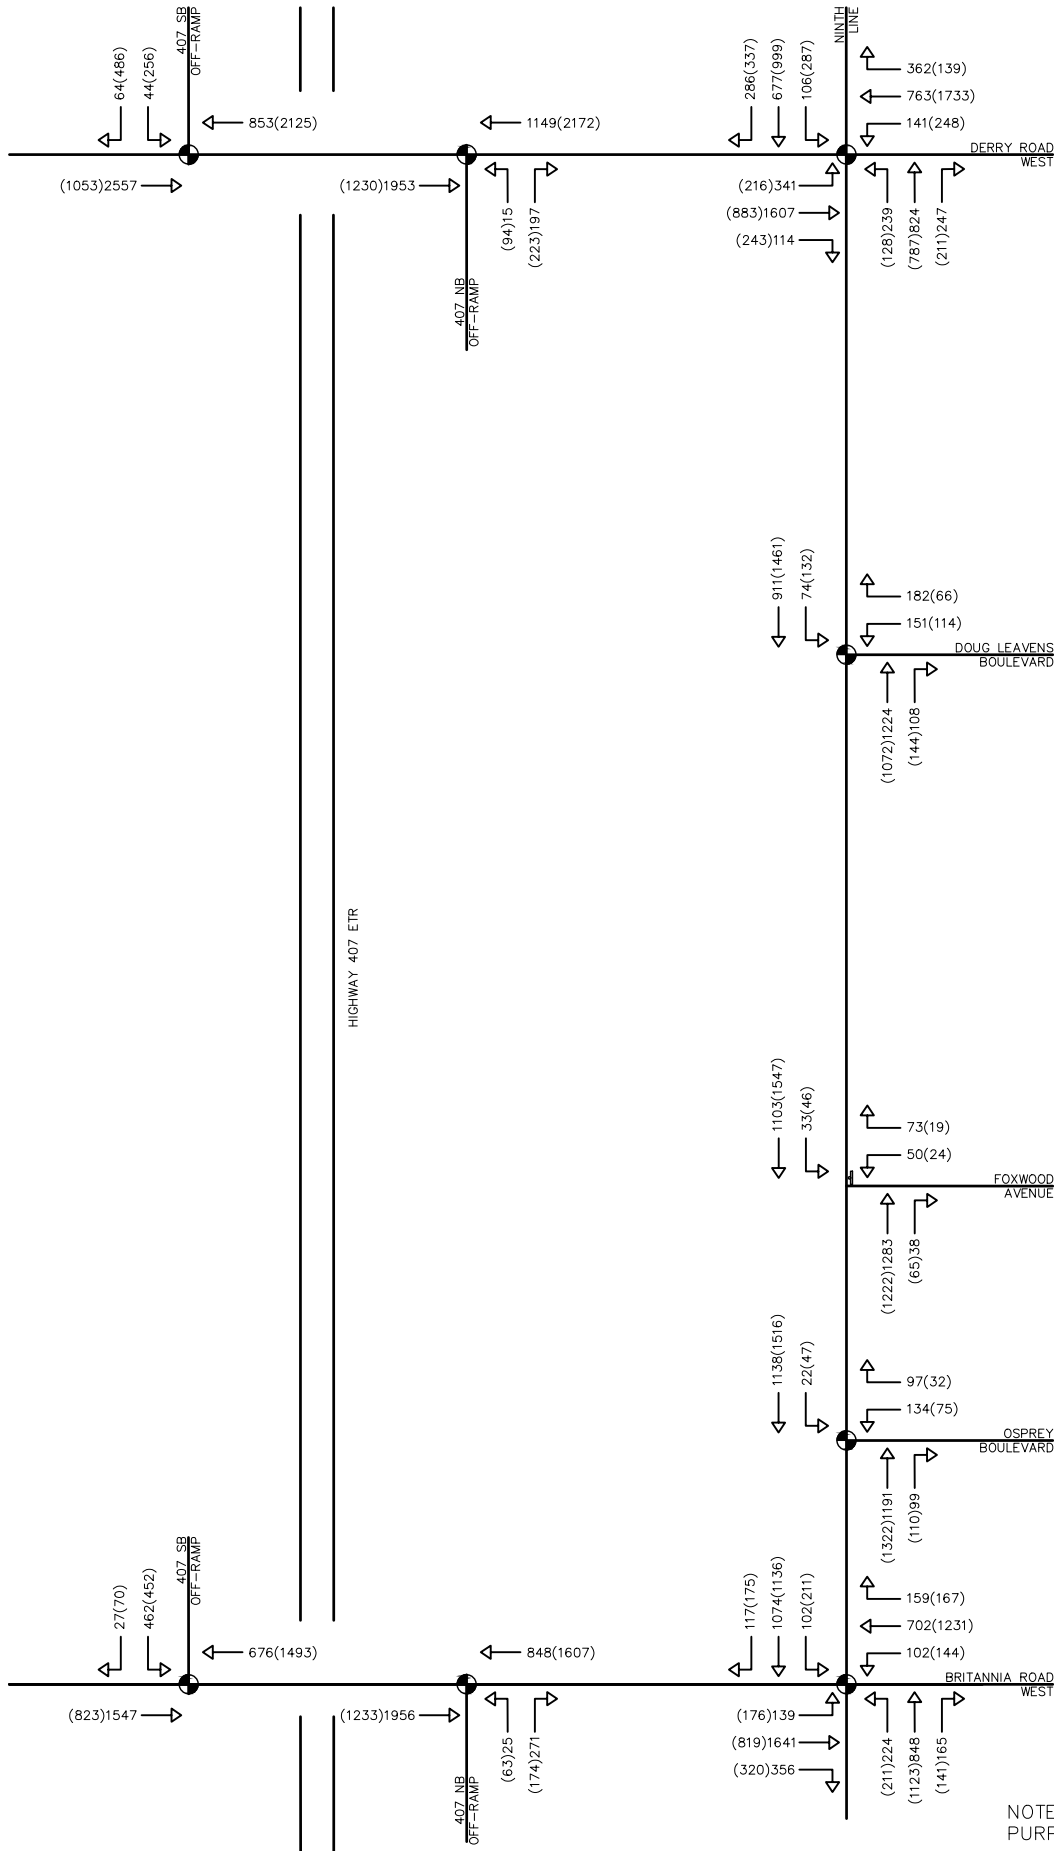 407 SB
OFF-RAMP
64(486)
44(256)
853(2125)
(1053)2557
1149(2172)
(1230)1953
(94)15
(223)197
407 NB
OFF-RAMP
NINTH
LINE
286(337)
677(999)
106(287)
362(139)
763(1733)
141(248)
DERRY ROAD
WEST
(216)341
(883)1607
(243)114
(128)239
(787)824
(211)247
911(1461)
74(132)
182(66)
151(114)
DOUG LEAVENS
BOULEVARD
(1072)1224
(144)108
HIGHWAY 407 ETR
1103(1547)
33(46)
73(19)
50(24)
FOXWOOD
AVENUE
(1222)1283
(65)38
1138(1516)
22(47)
97(32)
134(75)
OSPREY
BOULEVARD
(1322)1191
(110)99
407 SB
OFF-RAMP
27(70)
462(452)
676(1493)
(823)1547
848(1607)
(1233)1956
(63)25
(174)271
407 NB
OFF-RAMP
117(175)
1074(1136)
102(211)
159(167)
702(1231)
102(144)
BRITANNIA ROAD
WEST
(176)139
(819)1641
(320)356
(211)224
(1123)848
(141)165
NOTE